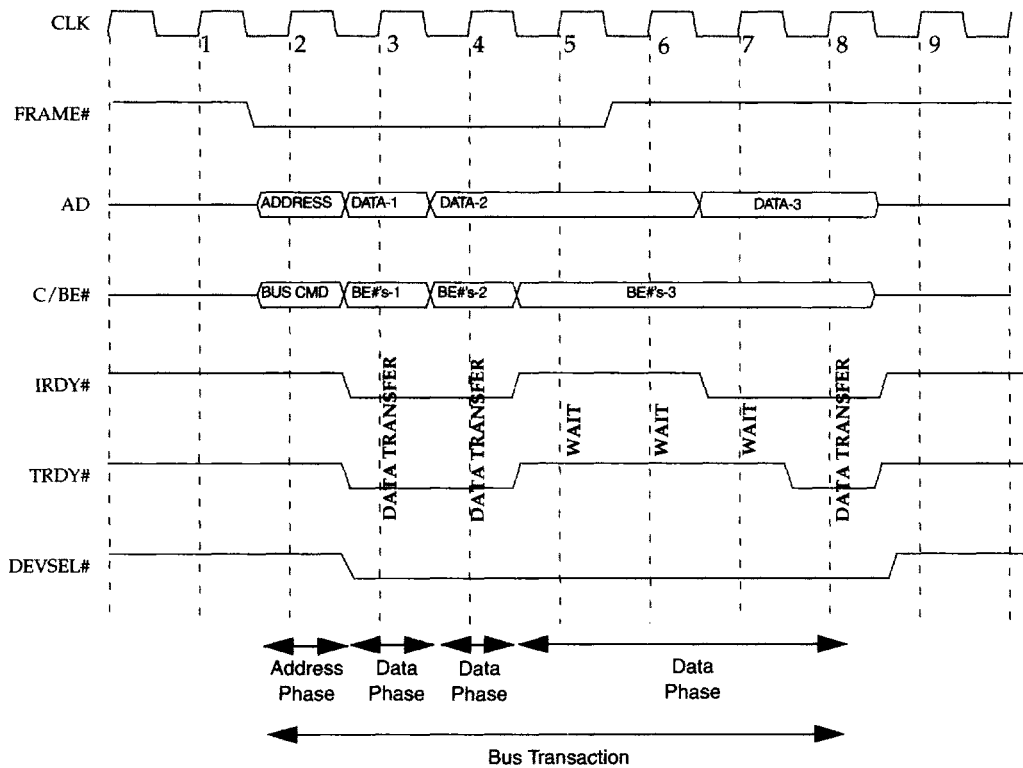 CLK
1 2 3 4 5 6 7 8 9
FRAME#
AD
ADDRESS DATA-1 DATA-2 DATA-3
C/BE#
BUS CMD BE#'s-1 BE#'s-2 BE#'s-3
IRDY#
DATA TRANSFER
DATA TRANSFER
WAIT
WAIT
WAIT
DATA TRANSFER
TRDY#
DEVSEL#
Address Phase
Data Phase
Data Phase
Data Phase
Bus Transaction